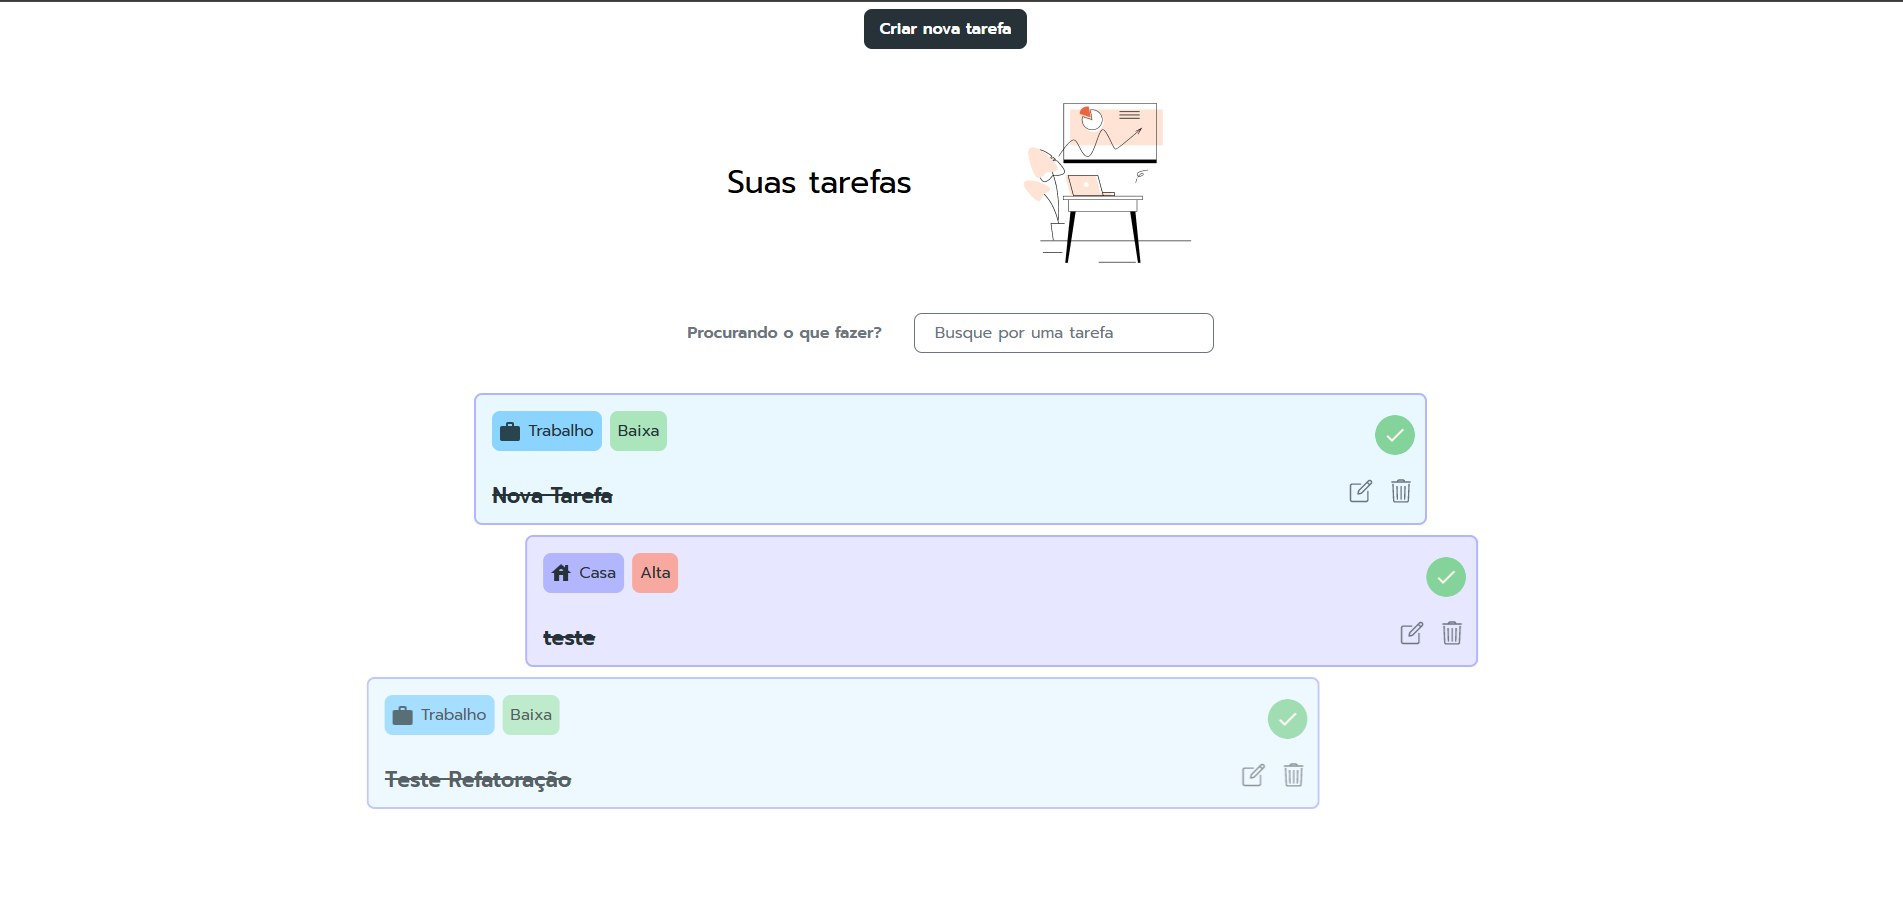 Criar nova tarefa
Suas tarefas
Procurando o que fazer? Busque por uma tarefa
Trabalho Baixa
Nova Tarefa
Casa Alta
teste
Trabalho Baixa
Teste Refatoração